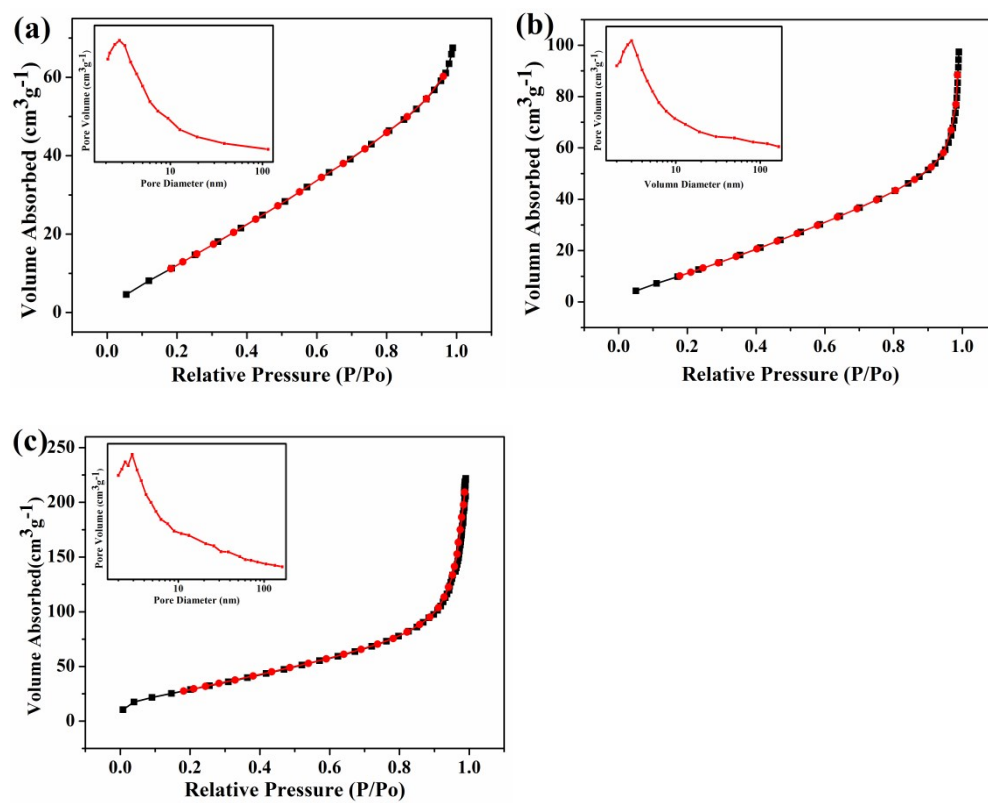 (a)
Pore Volume (cm3g-1)
10
100
Pore Diameter (nm)
Volume Absorbed (cm3g-1)
60
40
20
0
0.0 0.2 0.4 0.6 0.8 1.0
Relative Pressure (P/Po)
(b)
Pore Volumn (cm3g-1)
10
100
Volumn Diameter (nm)
Volumn Absorbed (cm3g-1)
100
80
60
40
20
0
0.0 0.2 0.4 0.6 0.8 1.0
Relative Pressure (P/Po)
(c)
Pore Volume (cm3g-1)
10
100
Pore Diameter (nm)
Volume Absorbed(cm3g-1)
250
200
150
100
50
0
0.0 0.2 0.4 0.6 0.8 1.0
Relative Pressure (P/Po)